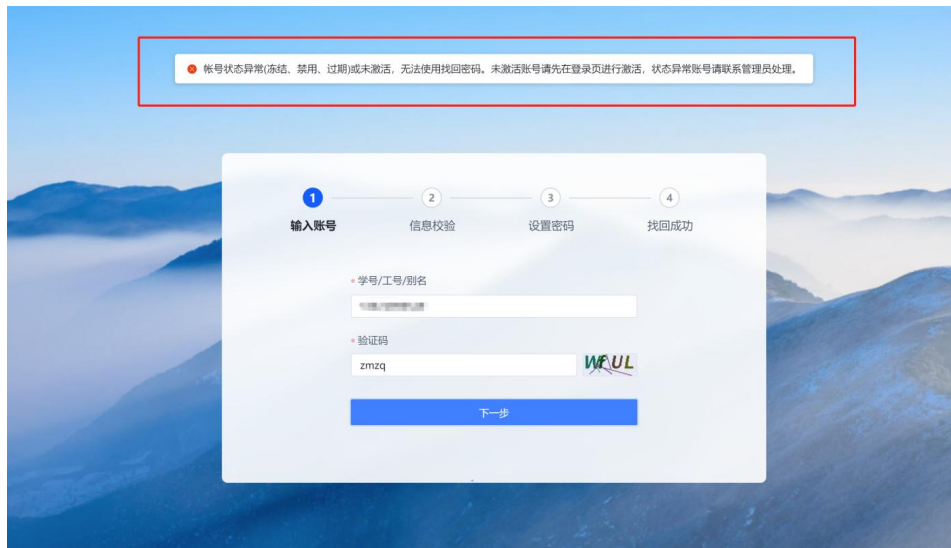 帐号状态异常(冻结、禁用、过期)或未激活，无法使用找回密码。未激活账号请先在登录页进行激活，状态异常账号请联系管理员处理。
1 2 3 4
输入账号 信息校验 设置密码 找回成功
* 学号/工号/别名
* 验证码
zmzq WFUL
下一步